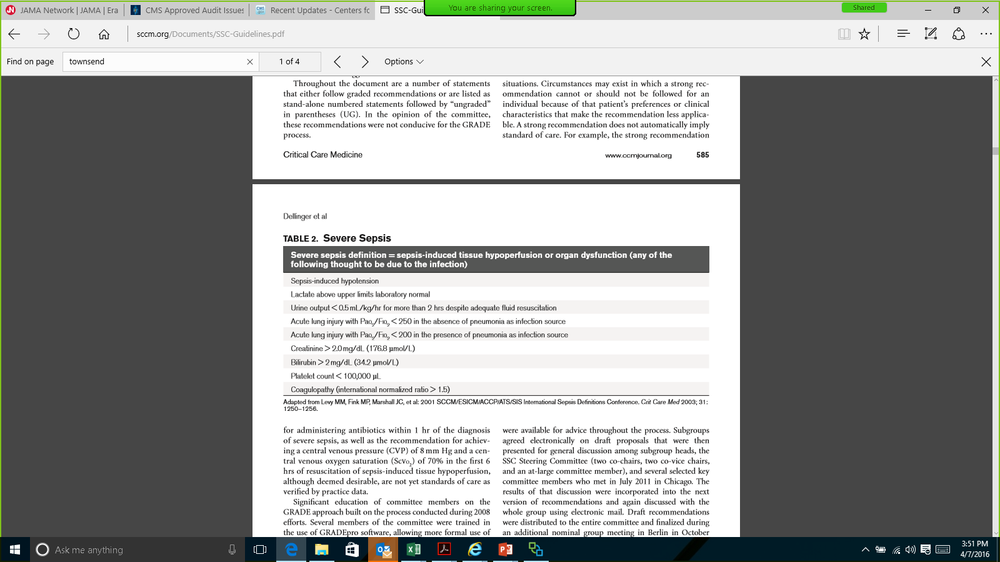 JAMA Network | JAMA | Era
CMS Approved Audit Issues
Recent Updates - Centers fo
SSC-Gui
You are sharing your screen.
Shared
sccm.org/Documents/SSC-Guidelines.pdf
Find on page
townsend
1 of 4
Options
Throughout the document are a number of statements
that either follow graded recommendations or are listed as
stand-alone numbered statements followed by “ungraded”
in parentheses (UG). In the opinion of the committee,
these recommendations were not conducive for the GRADE
process.
situations. Circumstances may exist in which a strong rec-
ommendation cannot or should not be followed for an
individual because of that patient’s preferences or clinical
characteristics that make the recommendation less applica-
ble. A strong recommendation does not automatically imply
standard of care. For example, the strong recommendation
Critical Care Medicine
www.ccmjournal.org 585
Dellinger et al
TABLE 2. Severe Sepsis
Severe sepsis definition = sepsis-induced tissue hypoperfusion or organ dysfunction (any of the
following thought to be due to the infection)
Sepsis-induced hypotension
Lactate above upper limits laboratory normal
Urine output < 0.5 mL/kg/hr for more than 2 hrs despite adequate fluid resuscitation
Acute lung injury with Pao2/Fio2 < 250 in the absence of pneumonia as infection source
Acute lung injury with Pao2/Fio2 < 200 in the presence of pneumonia as infection source
Creatinine > 2.0 mg/dL (176.8 µmol/L)
Bilirubin > 2 mg/dL (34.2 µmol/L)
Platelet count < 100,000 µL
Coagulopathy (international normalized ratio > 1.5)
Adapted from Levy MM, Fink MP, Marshall JC, et al: 2001 SCCM/ESICM/ACCP/ATS/SIS International Sepsis Definitions Conference. Crit Care Med 2003; 31:
1250–1256.
for administering antibiotics within 1 hr of the diagnosis
of severe sepsis, as well as the recommendation for achiev-
ing a central venous pressure (CVP) of 8 mm Hg and a cen-
tral venous oxygen saturation (Scvo2) of 70% in the first 6
hrs of resuscitation of sepsis-induced tissue hypoperfusion,
although deemed desirable, are not yet standards of care as
verified by practice data.
Significant education of committee members on the
GRADE approach built on the process conducted during 2008
efforts. Several members of the committee were trained in
the use of GRADEpro software, allowing more formal use of
were available for advice throughout the process. Subgroups
agreed electronically on draft proposals that were then
presented for general discussion among subgroup heads, the
SSC Steering Committee (two co-chairs, two co-vice chairs,
and an at-large committee member), and several selected key
committee members who met in July 2011 in Chicago. The
results of that discussion were incorporated into the next
version of recommendations and again discussed with the
whole group using electronic mail. Draft recommendations
were distributed to the entire committee and finalized during
an additional nominal group meeting in Berlin in October
Ask me anything
3:51 PM
4/7/2016